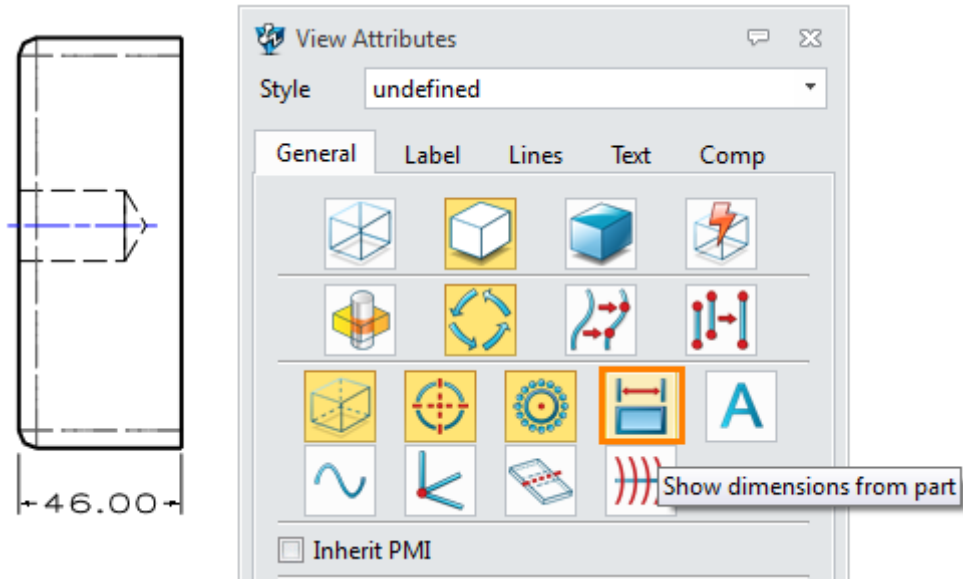 View Attributes
Style undefined
General Label Lines Text Comp
A
Show dimensions from part
Inherit PMI
46.00